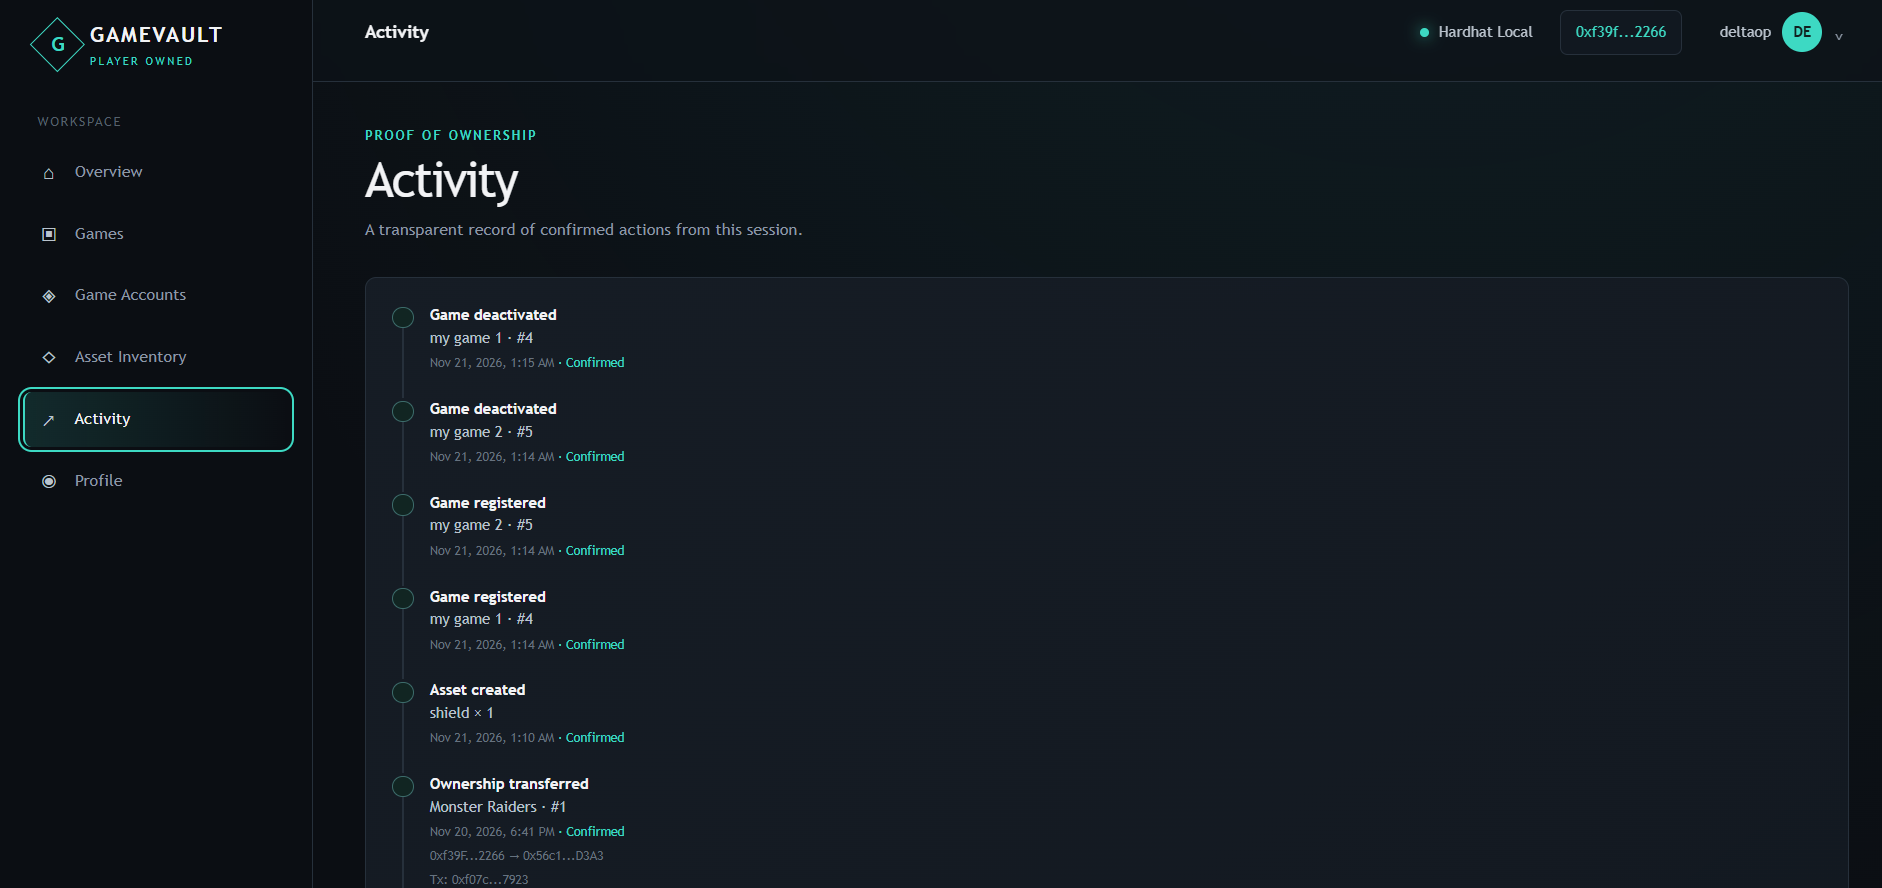 G
GAMEVAULT
PLAYER OWNED
WORKSPACE
Overview
Games
Game Accounts
Asset Inventory
Activity
Profile
Activity
Hardhat Local
0xf39f...2266
deltaop
DE
v
PROOF OF OWNERSHIP
Activity
A transparent record of confirmed actions from this session.
Game deactivated
my game 1 · #4
Nov 21, 2026, 1:15 AM · Confirmed
Game deactivated
my game 2 · #5
Nov 21, 2026, 1:14 AM · Confirmed
Game registered
my game 2 · #5
Nov 21, 2026, 1:14 AM · Confirmed
Game registered
my game 1 · #4
Nov 21, 2026, 1:14 AM · Confirmed
Asset created
shield × 1
Nov 21, 2026, 1:10 AM · Confirmed
Ownership transferred
Monster Raiders · #1
Nov 20, 2026, 6:41 PM · Confirmed
0xf39F...2266 → 0x56c1...D3A3
Tx: 0xf07c...7923